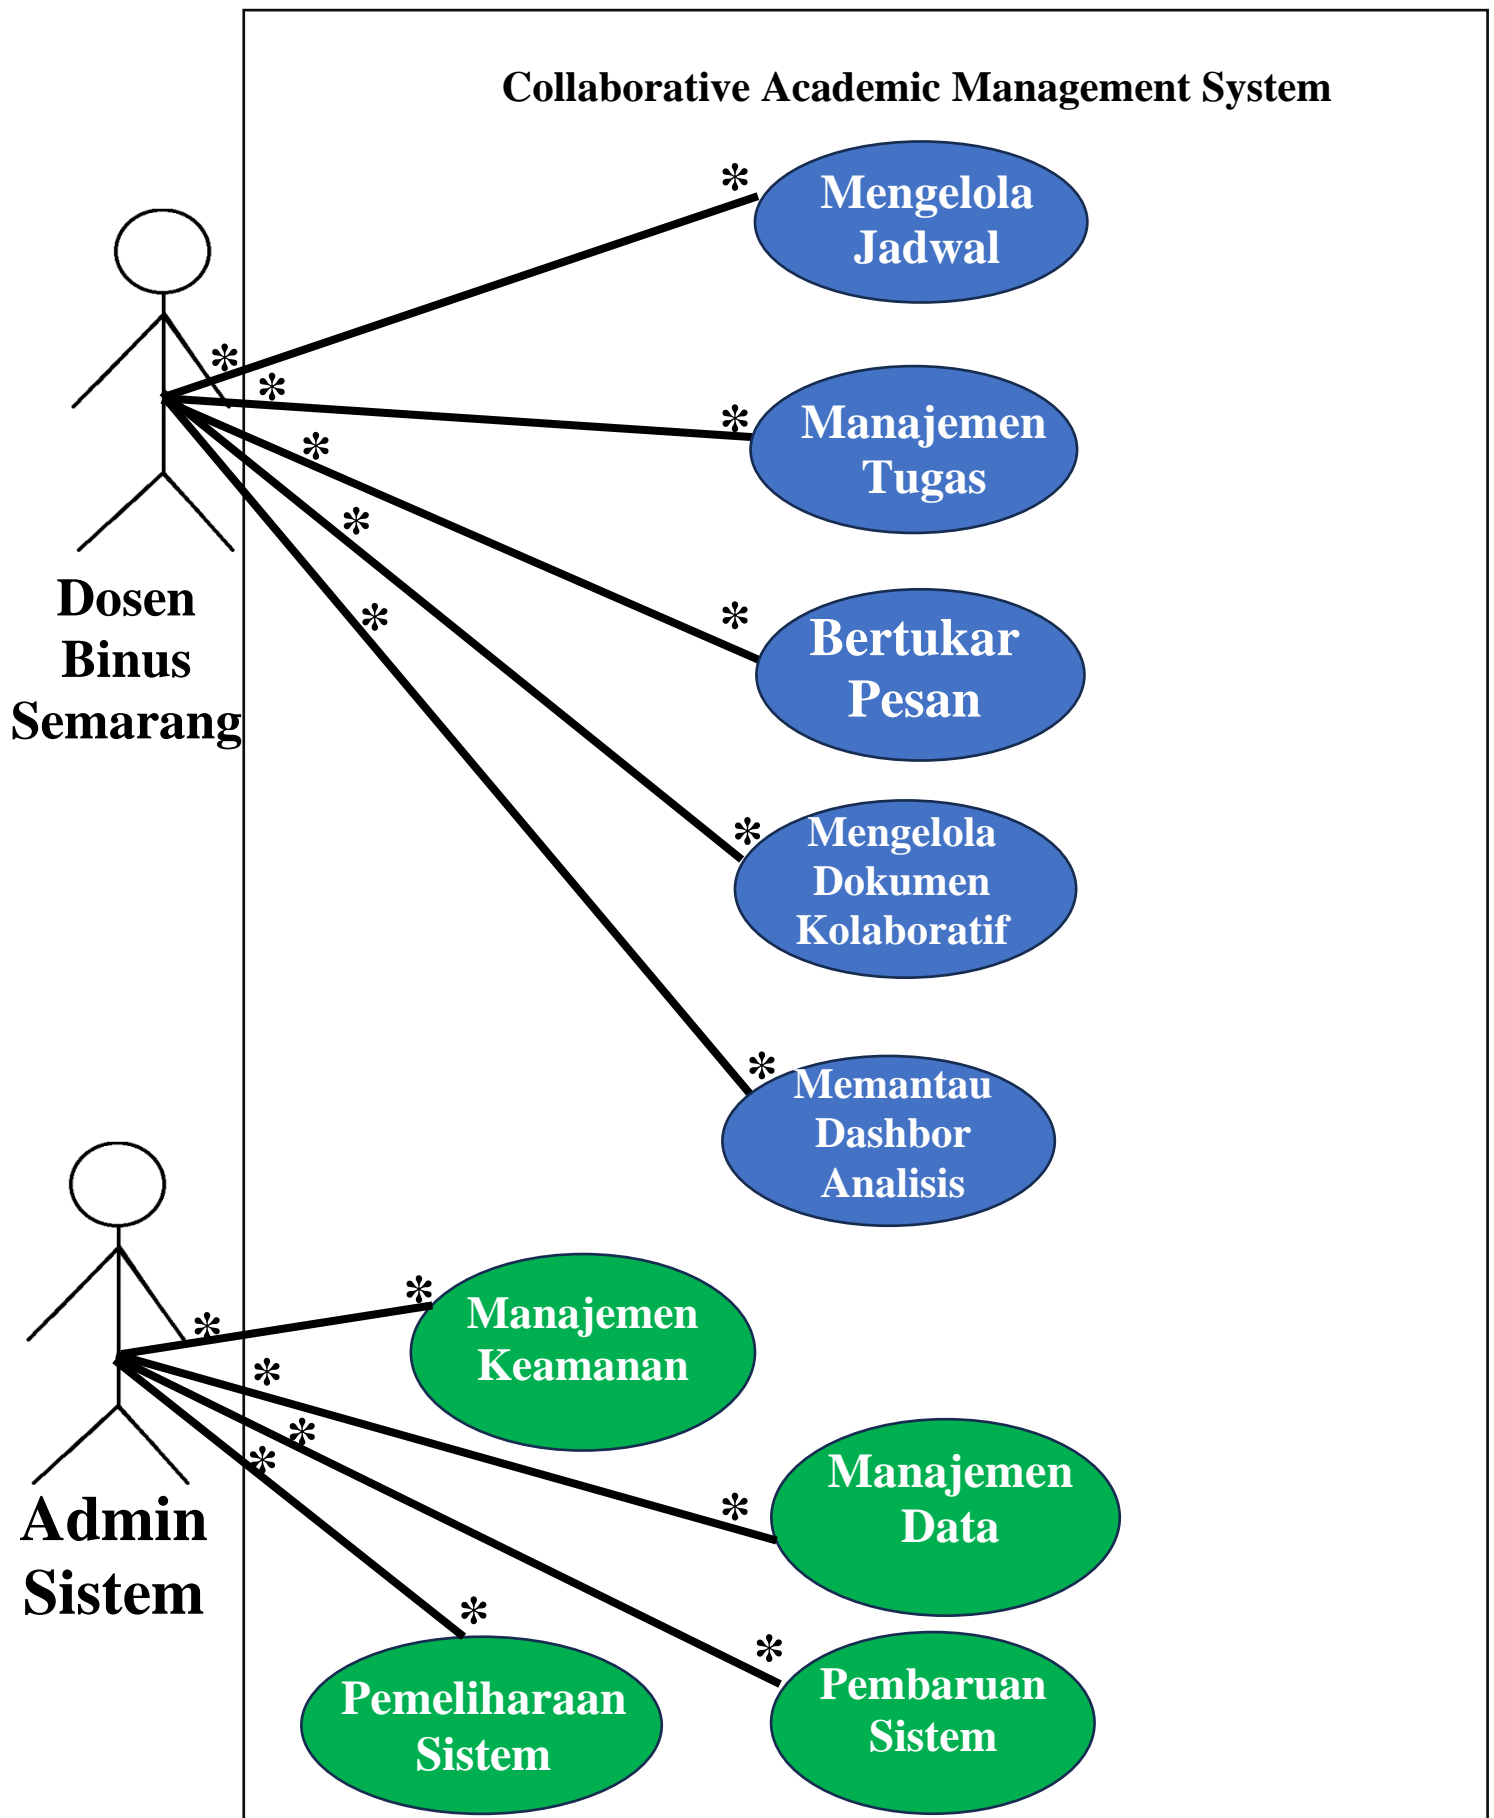 Collaborative Academic Management System
*
Mengelola
Jadwal
*
*
*
Manajemen
Tugas
*
*
*
Dosen
Binus
Semarang
*
*
Bertukar
Pesan
*
Mengelola
Dokumen
Kolaboratif
*
Memantau
Dashbor
Analisis
*
*
Manajemen
Keamanan
*
*
*
*
Manajemen
Data
Admin
Sistem
*
*
Pemeliharaan
Sistem
Pembaruan
Sistem